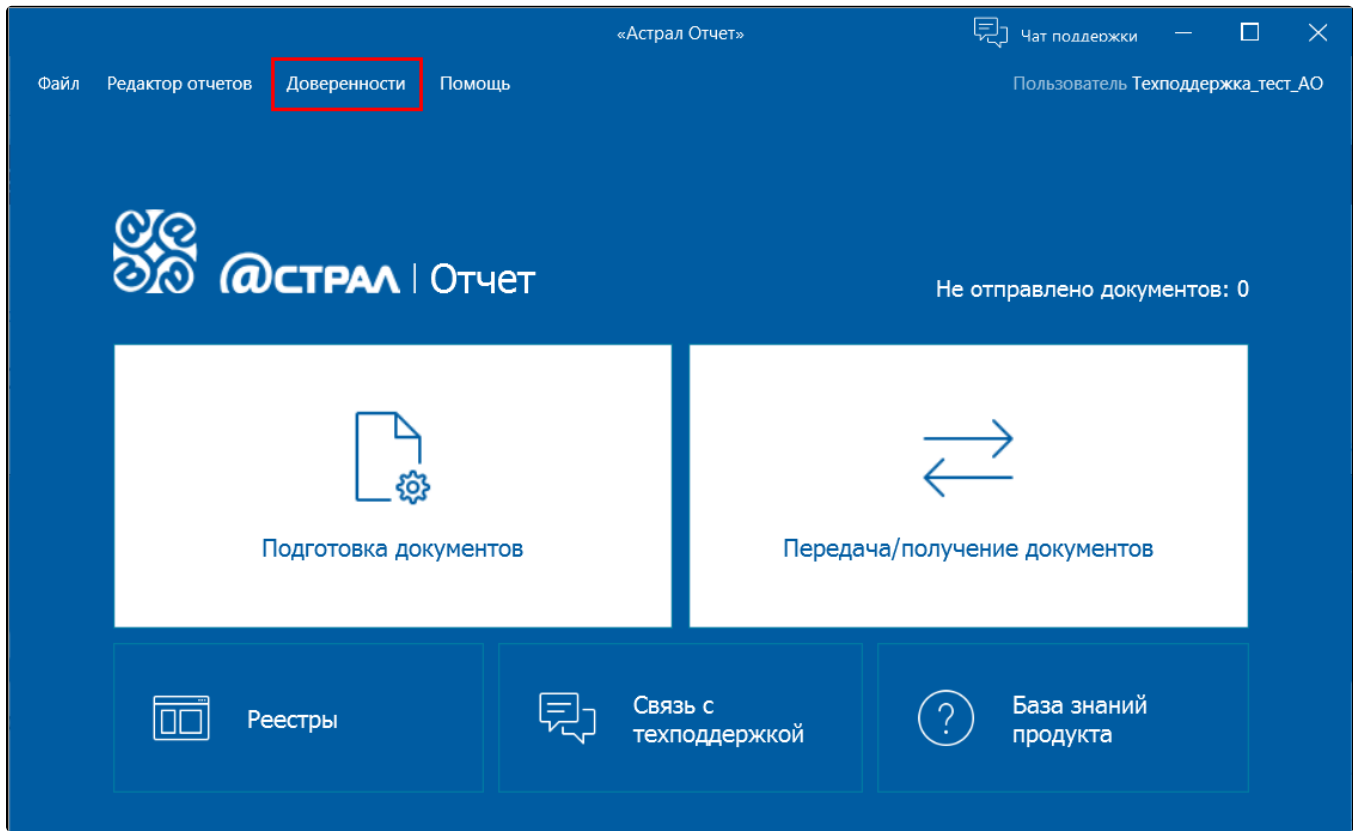 «Астрал Отчет»
Чат поддержки
Файл Редактор отчетов Доверенности Помощь
Пользователь Техподдержка_тест_АО
@СТРАЛ | Отчет
Не отправлено документов: 0
Подготовка документов
Передача/получение документов
Реестры
Связь с
техподдержкой
База знаний
продукта